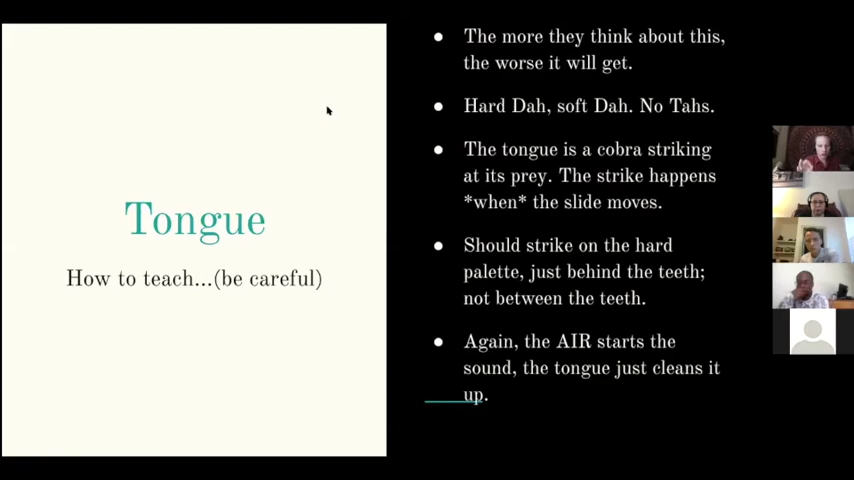 Tongue
How to teach...(be careful)
● The more they think about this,
the worse it will get.
● Hard Dah, soft Dah. No Tahs.
● The tongue is a cobra striking
at its prey. The strike happens
*when* the slide moves.
● Should strike on the hard
palette, just behind the teeth;
not between the teeth.
● Again, the AIR starts the
sound, the tongue just cleans it
up.